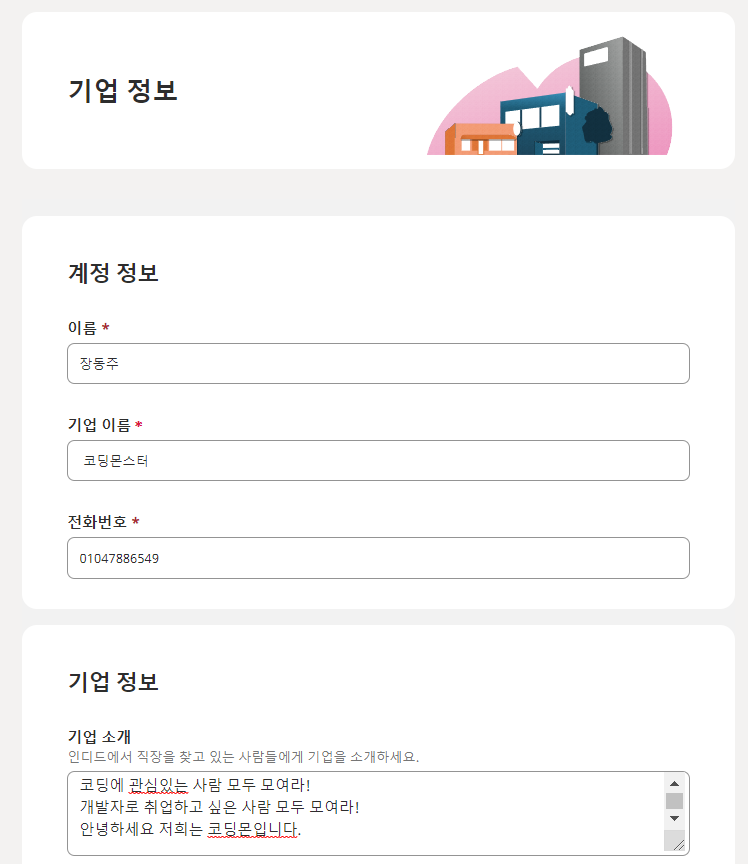 기업 정보
계정 정보
이름 *
장동주
기업 이름 *
코딩몬스터
전화번호 *
01047886549
기업 정보
기업 소개
인디드에서 직장을 찾고 있는 사람들에게 기업을 소개하세요.
코딩에 관심있는 사람 모두 모여라!
개발자로 취업하고 싶은 사람 모두 모여라!
안녕하세요 저희는 코딩몬입니다.